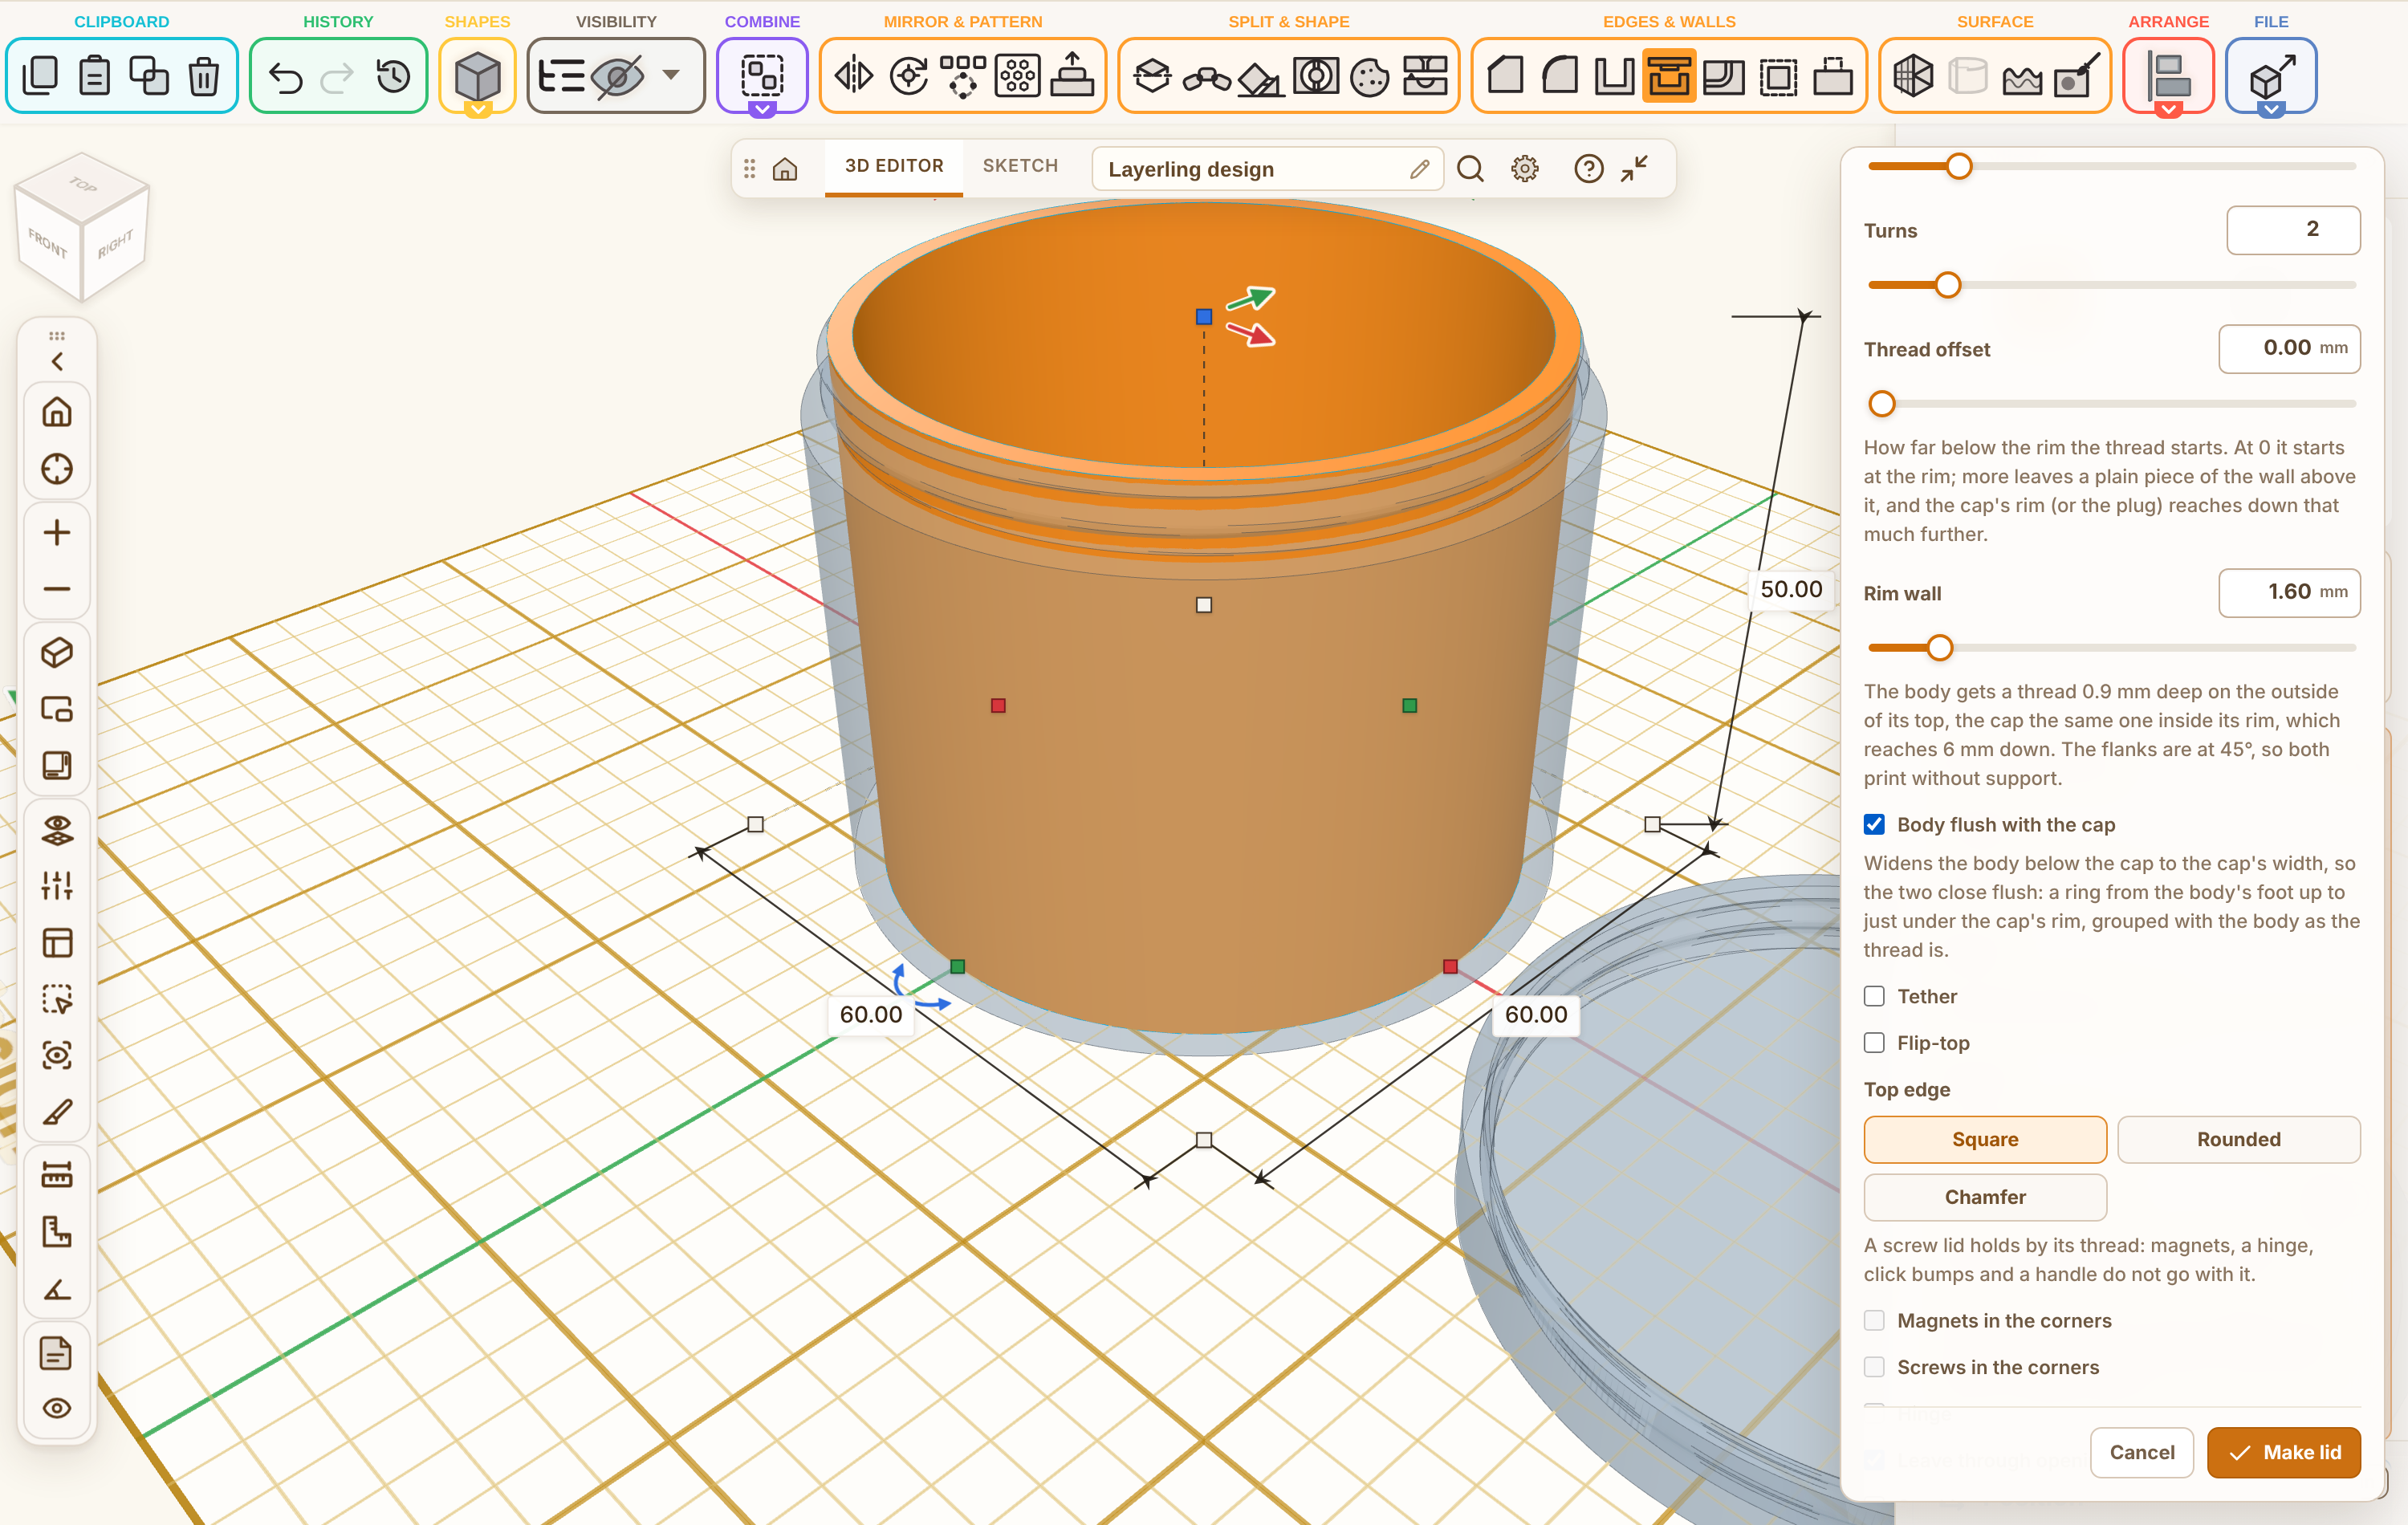 CLIPBOARD
HISTORY
SHAPES
VISIBILITY
COMBINE
MIRROR & PATTERN
SPLIT & SHAPE
EDGES & WALLS
SURFACE
ARRANGE
FILE
3D EDITOR
SKETCH
Layerling design
TOP
FRONT
RIGHT
50.00
60.00
60.00
Turns
2
Thread offset
0.00 mm
How far below the rim the thread starts. At 0 it starts
at the rim; more leaves a plain piece of the wall above
it, and the cap's rim (or the plug) reaches down that
much further.
Rim wall
1.60 mm
The body gets a thread 0.9 mm deep on the outside
of its top, the cap the same one inside its rim, which
reaches 6 mm down. The flanks are at 45°, so both
print without support.
Body flush with the cap
Widens the body below the cap to the cap's width, so
the two close flush: a ring from the body's foot up to
just under the cap's rim, grouped with the body as the
thread is.
Tether
Flip-top
Top edge
Square
Rounded
Chamfer
A screw lid holds by its thread: magnets, a hinge,
click bumps and a handle do not go with it.
Magnets in the corners
Screws in the corners
Cancel
Make lid